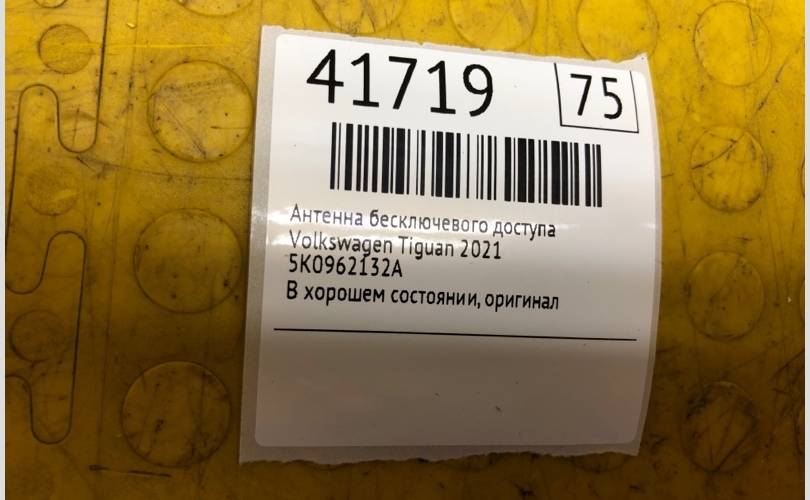 41719
75
Антенна бесключевого доступа
Volkswagen Tiguan 2021
5K0962132A
В хорошем состоянии, оригинал